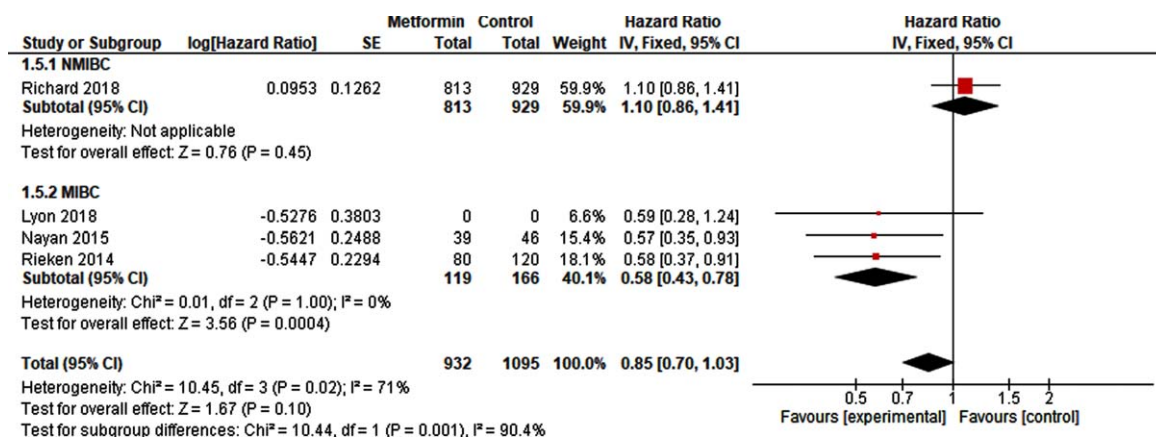 Metformin Control Hazard Ratio Hazard Ratio
Study or Subgroup log[Hazard Ratio] SE Total Total Weight IV, Fixed, 95% CI IV, Fixed, 95% CI
1.5.1 NMIBC
Richard 2018 0.0953 0.1262 813 929 59.9% 1.10 [0.86, 1.41]
Subtotal (95% CI) 813 929 59.9% 1.10 [0.86, 1.41]
Heterogeneity: Not applicable
Test for overall effect: Z = 0.76 (P = 0.45)
1.5.2 MIBC
Lyon 2018 -0.5276 0.3803 0 0 6.6% 0.59 [0.28, 1.24]
Nayan 2015 -0.5621 0.2488 39 46 15.4% 0.57 [0.35, 0.93]
Rieken 2014 -0.5447 0.2294 80 120 18.1% 0.58 [0.37, 0.91]
Subtotal (95% CI) 119 166 40.1% 0.58 [0.43, 0.78]
Heterogeneity: Chi² = 0.01, df = 2 (P = 1.00); I² = 0%
Test for overall effect: Z = 3.56 (P = 0.0004)
Total (95% CI) 932 1095 100.0% 0.85 [0.70, 1.03]
Heterogeneity: Chi² = 10.45, df = 3 (P = 0.02); I² = 71%
Test for overall effect: Z = 1.67 (P = 0.10)
Test for subgroup differences: Chi² = 10.44, df = 1 (P = 0.001), I² = 90.4%
0.5 0.7 1 1.5 2
Favours [experimental] Favours [control]